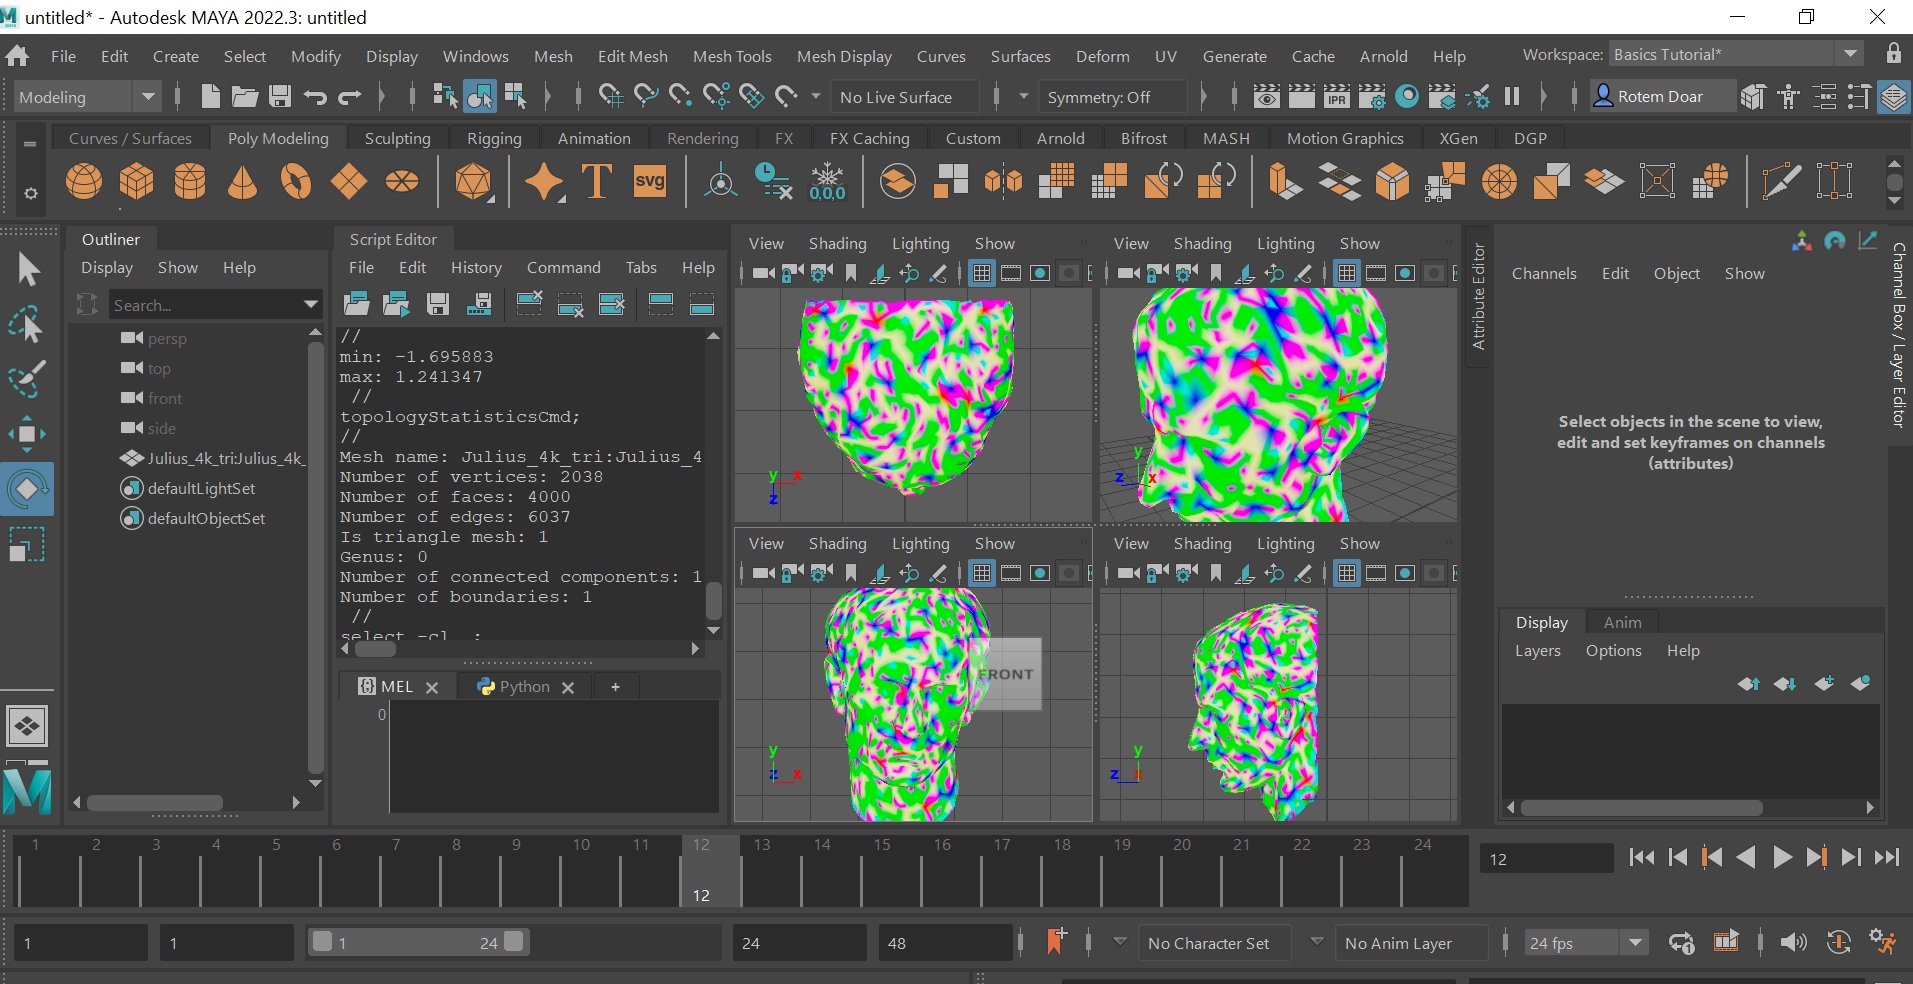 untitled* - Autodesk MAYA 2022.3: untitled
File Edit Create Select Modify Display Windows Mesh Edit Mesh Mesh Tools Mesh Display Curves Surfaces Deform UV Generate Cache Arnold Help Workspace: Basics Tutorial*
Modeling No Live Surface Symmetry: Off IPR Rotem Doar
Curves / Surfaces Poly Modeling Sculpting Rigging Animation Rendering FX FX Caching Custom Arnold Bifrost MASH Motion Graphics XGen DGP
T svg 0,0,0
Outliner
Display Show Help
Search...
persp
top
front
side
Julius_4k_tri:Julius_4k_
defaultLightSet
defaultObjectSet
Script Editor
File Edit History Command Tabs Help
//
min: -1.695883
max: 1.241347
//
topologyStatisticsCmd;
//
Mesh name: Julius_4k_tri:Julius_4
Number of vertices: 2038
Number of faces: 4000
Number of edges: 6037
Is triangle mesh: 1
Genus: 0
Number of connected components: 1
Number of boundaries: 1
//
select -cl ;
MEL Python +
0
View Shading Lighting Show
y x
z
View Shading Lighting Show
y
z x
View Shading Lighting Show
FRONT
y
z x
View Shading Lighting Show
y
z x
Attribute Editor
Channels Edit Object Show
Channel Box / Layer Editor
Select objects in the scene to view,
edit and set keyframes on channels
(attributes)
Display Anim
Layers Options Help
M
1 2 3 4 5 6 7 8 9 10 11 12 13 14 15 16 17 18 19 20 21 22 23 24
12
12
1 1 1 24 24 48 No Character Set No Anim Layer 24 fps